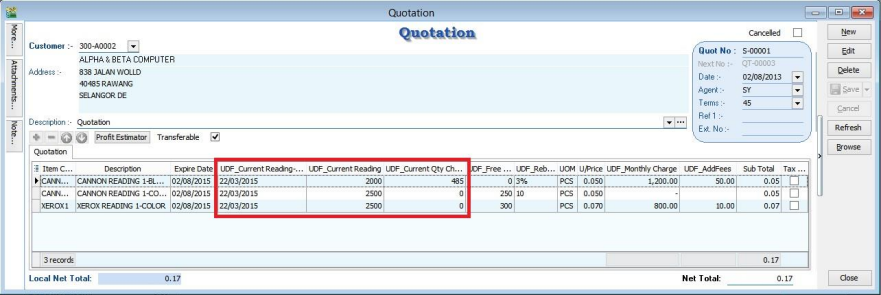 Quotation
More...
Attachments...
Note...
Quotation
Cancelled
Customer :- 300-A0002
ALPHA & BETA COMPUTER
Address :- 838 JALAN WOLLD
40485 RAWANG
SELANGOR DE
Quot No : S-00001
Next No :- QT-00003
Date :- 02/08/2013
Agent :- SY
Terms :- 45
Ref 1 :-
Ext. No :-
Description :- Quotation
Profit Estimator Transferable
Quotation
Item C... Description Expire Date UDF_Current Reading-... UDF_Current Reading UDF_Current Qty Ch... UDF_Free ... UDF_Reb... UOM U/Price UDF_Monthly Charge UDF_AddFees Sub Total Tax ...
CANN... CANNON READING 1-BL... 02/08/2015 22/03/2015 2000 485 0 3% PCS 0.050 1,200.00 50.00 0.05
CANN... CANNON READING 1-CO... 02/08/2015 22/03/2015 2500 0 250 10 PCS 0.050 - 0.05
XEROX1 XEROX READING 1-COLOR 02/08/2015 22/03/2015 2500 0 300 PCS 0.070 800.00 10.00 0.07
3 records 0.17
Local Net Total: 0.17 Net Total: 0.17
New
Edit
Delete
Save
Cancel
Refresh
Browse
Close